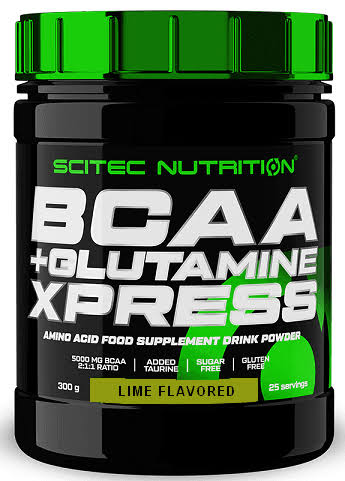 SCITEC NUTRITION®
BCAA
+GLUTAMINE
XPRESS
AMINO ACID FOOD SUPPLEMENT DRINK POWDER
5000 MG BCAA
2:1:1 RATIO
ADDED
TAURINE
SUGAR
FREE
GLUTEN
FREE
300 g
LIME FLAVORED
25 servings